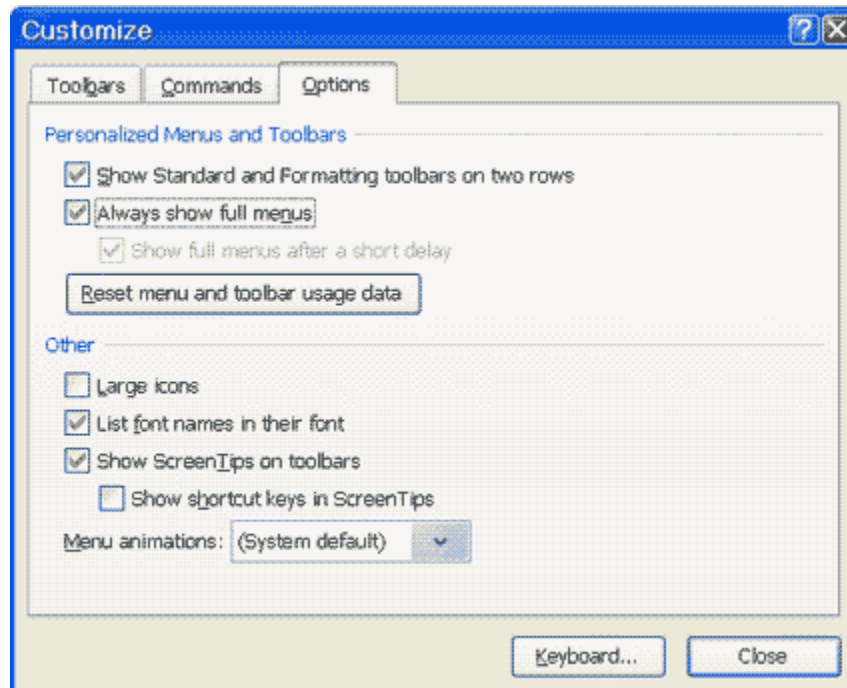 Customize
Toolbars Commands Options
Personalized Menus and Toolbars
Show Standard and Formatting toolbars on two rows
Always show full menus
Show full menus after a short delay
Reset menu and toolbar usage data
Other
Large icons
List font names in their font
Show ScreenTips on toolbars
Show shortcut keys in ScreenTips
Menu animations: (System default)
Keyboard... Close